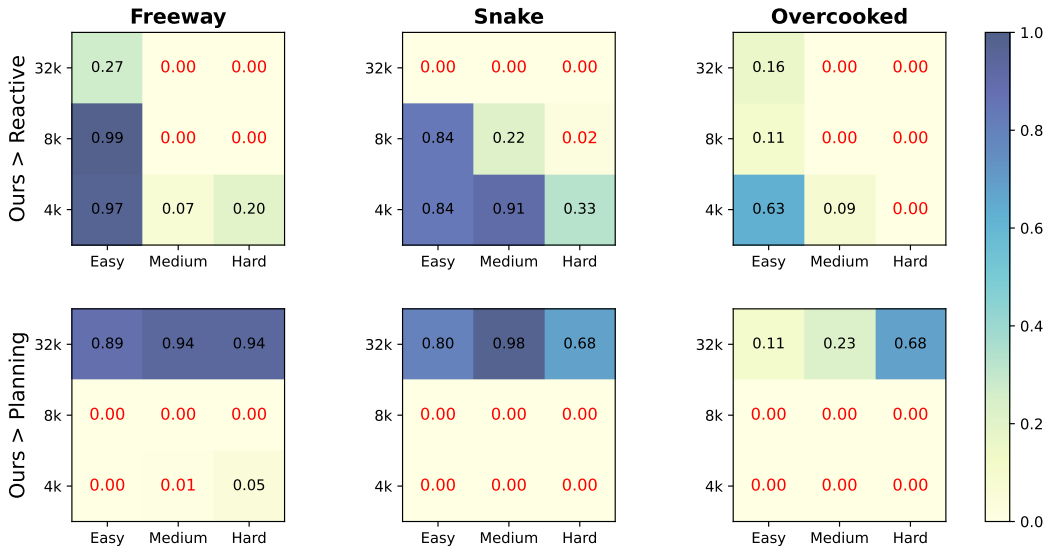 Freeway Snake Overcooked
Ours > Reactive
32k 0.27 0.00 0.00
8k 0.99 0.00 0.00
4k 0.97 0.07 0.20
Easy Medium Hard
32k 0.00 0.00 0.00
8k 0.84 0.22 0.02
4k 0.84 0.91 0.33
Easy Medium Hard
32k 0.16 0.00 0.00
8k 0.11 0.00 0.00
4k 0.63 0.09 0.00
Easy Medium Hard
Ours > Planning
32k 0.89 0.94 0.94
8k 0.00 0.00 0.00
4k 0.00 0.01 0.05
Easy Medium Hard
32k 0.80 0.98 0.68
8k 0.00 0.00 0.00
4k 0.00 0.00 0.00
Easy Medium Hard
32k 0.11 0.23 0.68
8k 0.00 0.00 0.00
4k 0.00 0.00 0.00
Easy Medium Hard
1.0
0.8
0.6
0.4
0.2
0.0